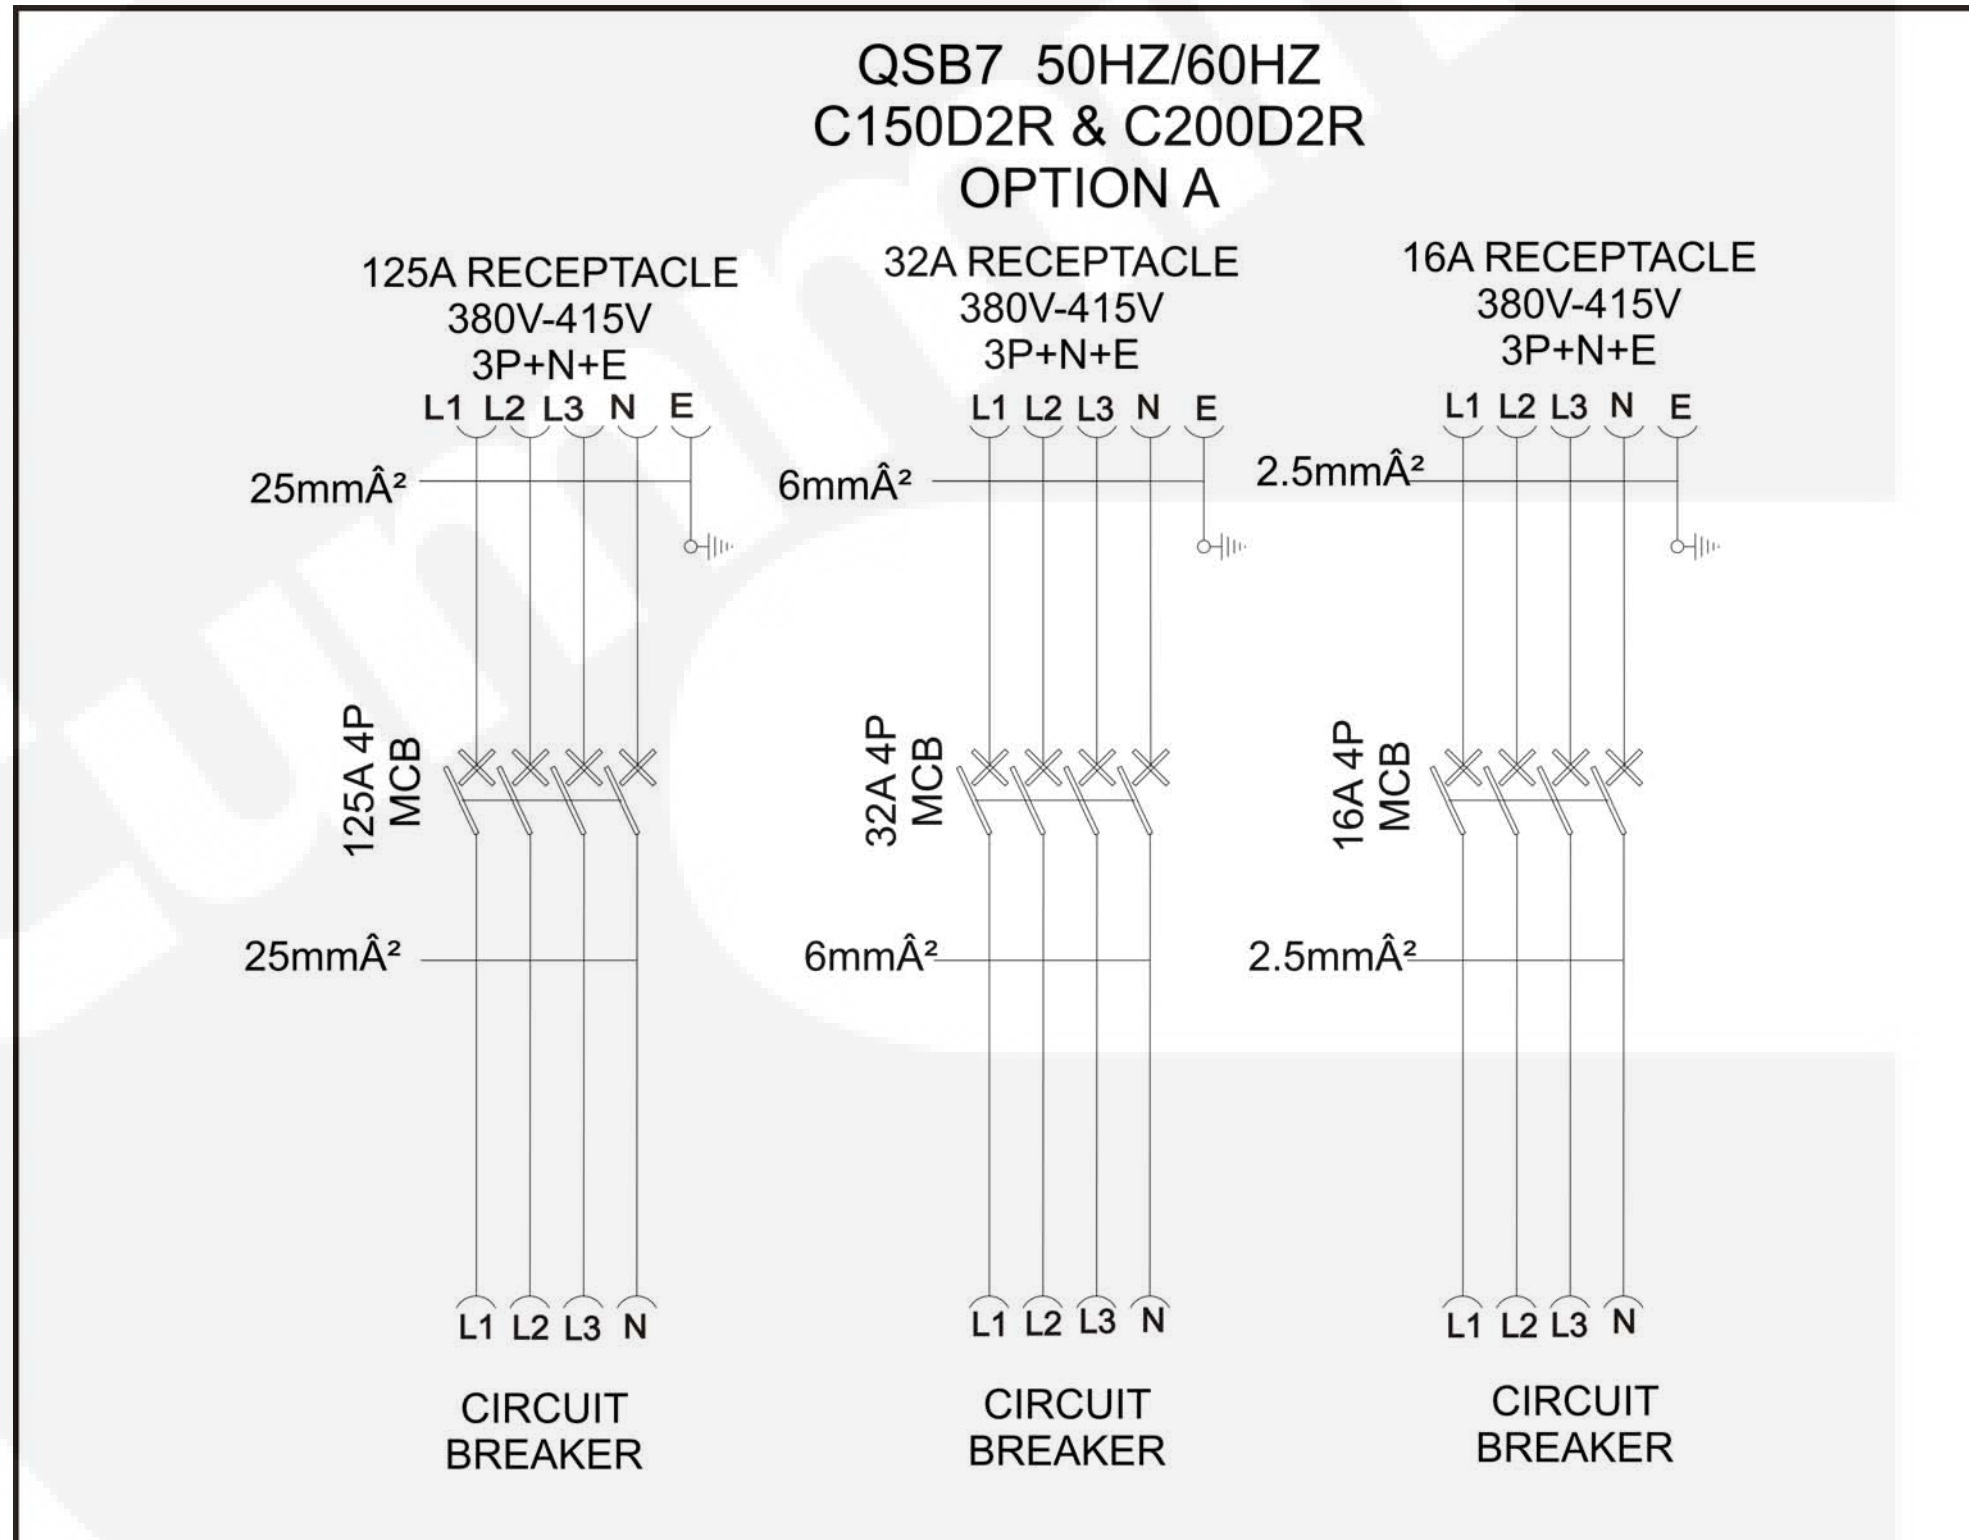 QSB7 50HZ/60HZ
C150D2R & C200D2R
OPTION A
125A RECEPTACLE
380V-415V
3P+N+E
L1 L2 L3 N E
25mmÂ²
125A 4P
MCB
25mmÂ²
L1 L2 L3 N
CIRCUIT
BREAKER
32A RECEPTACLE
380V-415V
3P+N+E
L1 L2 L3 N E
6mmÂ²
32A 4P
MCB
6mmÂ²
L1 L2 L3 N
CIRCUIT
BREAKER
16A RECEPTACLE
380V-415V
3P+N+E
L1 L2 L3 N E
2.5mmÂ²
16A 4P
MCB
2.5mmÂ²
L1 L2 L3 N
CIRCUIT
BREAKER